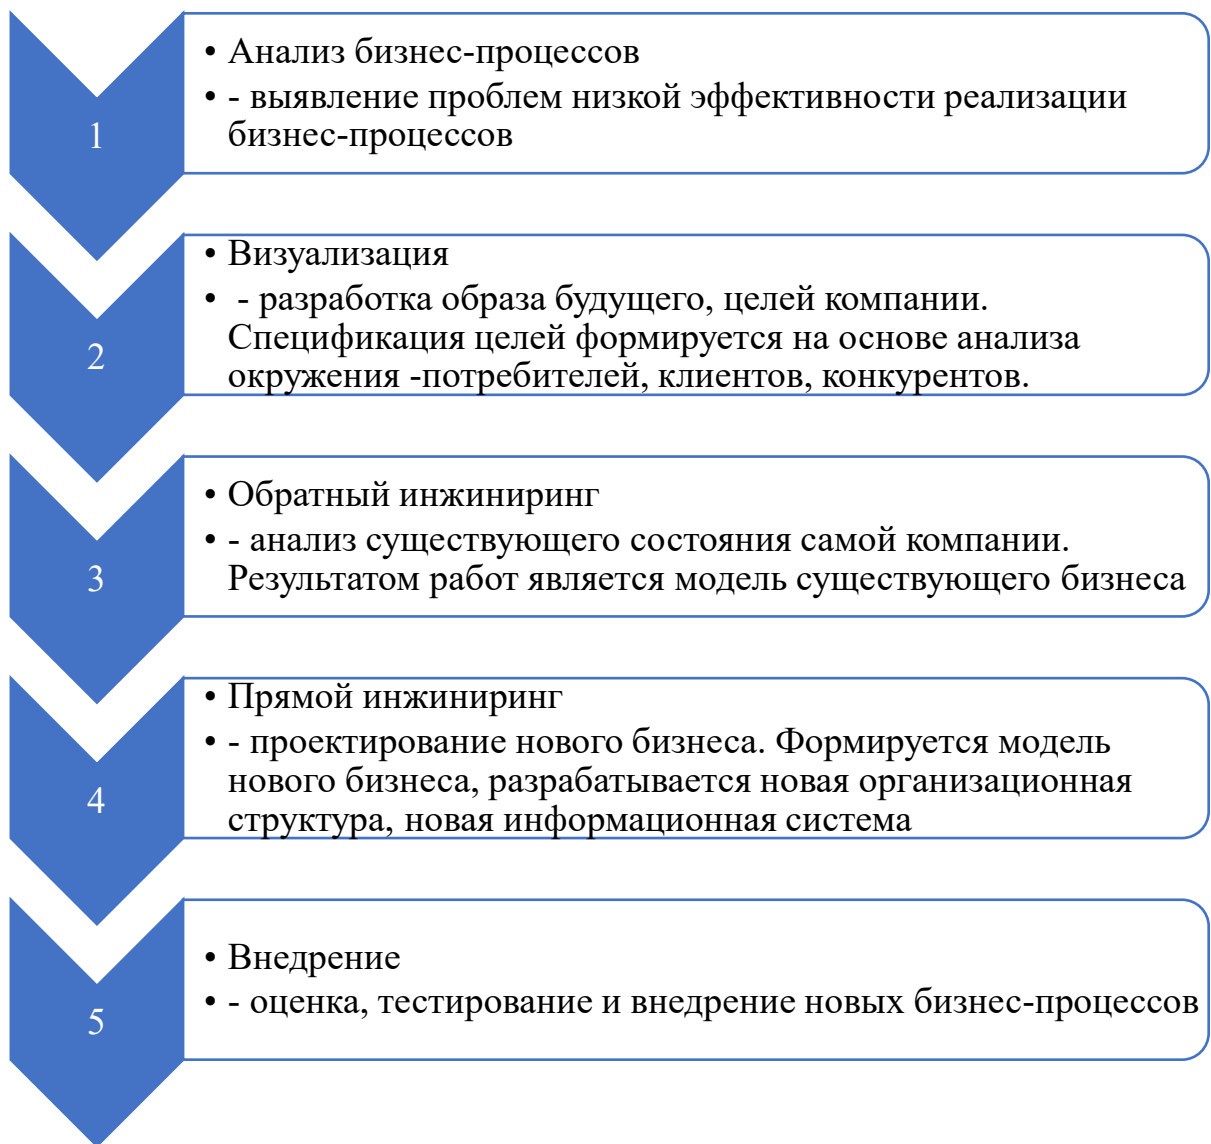 1
• Анализ бизнес-процессов
• - выявление проблем низкой эффективности реализации
бизнес-процессов
2
• Визуализация
• - разработка образа будущего, целей компании.
Спецификация целей формируется на основе анализа
окружения -потребителей, клиентов, конкурентов.
3
• Обратный инжиниринг
• - анализ существующего состояния самой компании.
Результатом работ является модель существующего бизнеса
4
• Прямой инжиниринг
• - проектирование нового бизнеса. Формируется модель
нового бизнеса, разрабатывается новая организационная
структура, новая информационная система
5
• Внедрение
• - оценка, тестирование и внедрение новых бизнес-процессов